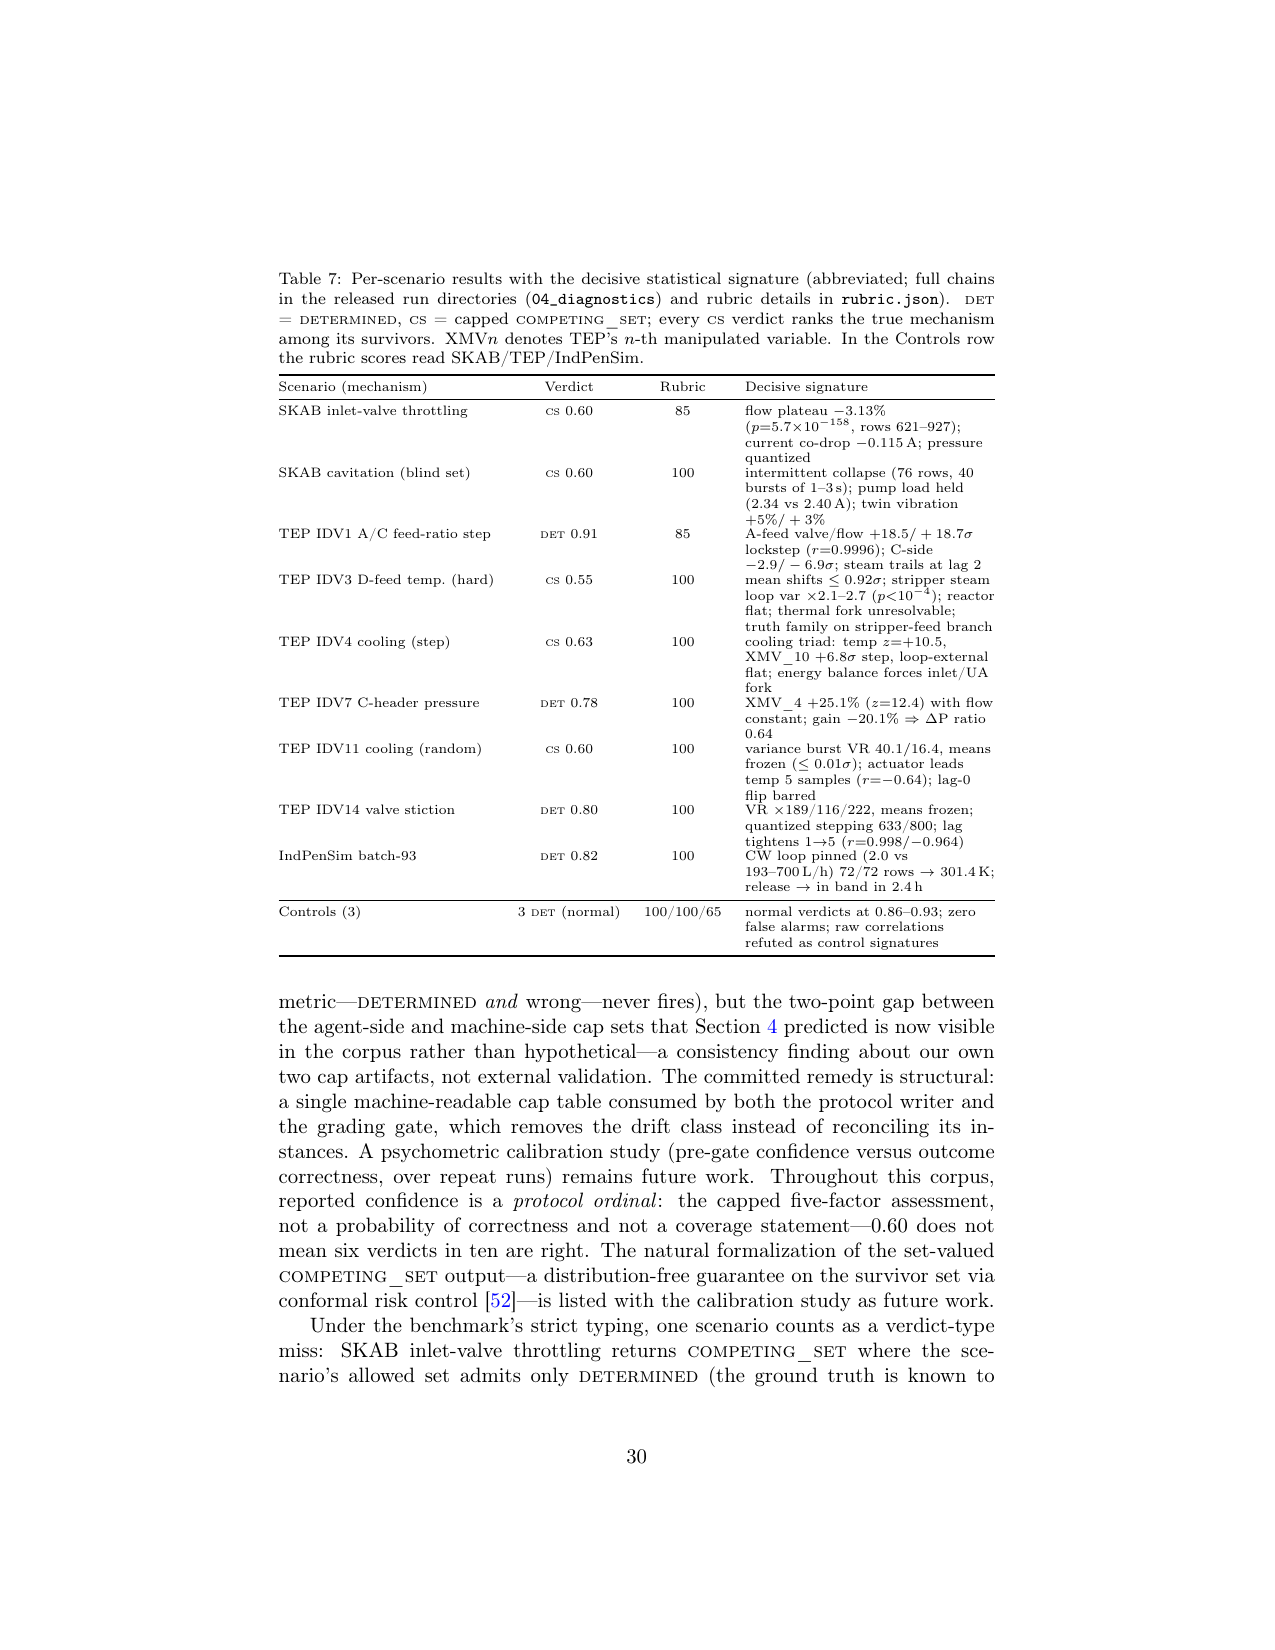 Table 7: Per-scenario results with the decisive statistical signature (abbreviated; full chains
in the released run directories (04_diagnostics) and rubric details in rubric.json). DET
= DETERMINED, CS = capped COMPETING_SET; every CS verdict ranks the true mechanism
among its survivors. XMVn denotes TEP's n-th manipulated variable. In the Controls row
the rubric scores read SKAB/TEP/IndPenSim.
Scenario (mechanism) Verdict Rubric Decisive signature
SKAB inlet-valve throttling CS 0.60 85 flow plateau −3.13%
(p=5.7×10⁻¹⁵⁸, rows 621–927);
current co-drop −0.115 A; pressure
quantized
SKAB cavitation (blind set) CS 0.60 100 intermittent collapse (76 rows, 40
bursts of 1–3 s); pump load held
(2.34 vs 2.40 A); twin vibration
+5%/ + 3%
TEP IDV1 A/C feed-ratio step DET 0.91 85 A-feed valve/flow +18.5/ + 18.7σ
lockstep (r=0.9996); C-side
−2.9/ − 6.9σ; steam trails at lag 2
TEP IDV3 D-feed temp. (hard) CS 0.55 100 mean shifts ≤ 0.92σ; stripper steam
loop var ×2.1–2.7 (p<10⁻⁴); reactor
flat; thermal fork unresolvable;
truth family on stripper-feed branch
TEP IDV4 cooling (step) CS 0.63 100 cooling triad: temp z=+10.5,
XMV_10 +6.8σ step, loop-external
flat; energy balance forces inlet/UA
fork
TEP IDV7 C-header pressure DET 0.78 100 XMV_4 +25.1% (z=12.4) with flow
constant; gain −20.1% ⇒ ΔP ratio
0.64
TEP IDV11 cooling (random) CS 0.60 100 variance burst VR 40.1/16.4, means
frozen (≤ 0.01σ); actuator leads
temp 5 samples (r=−0.64); lag-0
flip barred
TEP IDV14 valve stiction DET 0.80 100 VR ×189/116/222, means frozen;
quantized stepping 633/800; lag
tightens 1→5 (r=0.998/−0.964)
IndPenSim batch-93 DET 0.82 100 CW loop pinned (2.0 vs
193–700 L/h) 72/72 rows → 301.4 K;
release → in band in 2.4 h
Controls (3) 3 DET (normal) 100/100/65 normal verdicts at 0.86–0.93; zero
false alarms; raw correlations
refuted as control signatures
metric—DETERMINED and wrong—never fires), but the two-point gap between
the agent-side and machine-side cap sets that Section 4 predicted is now visible
in the corpus rather than hypothetical—a consistency finding about our own
two cap artifacts, not external validation. The committed remedy is structural:
a single machine-readable cap table consumed by both the protocol writer and
the grading gate, which removes the drift class instead of reconciling its in-
stances. A psychometric calibration study (pre-gate confidence versus outcome
correctness, over repeat runs) remains future work. Throughout this corpus,
reported confidence is a protocol ordinal: the capped five-factor assessment,
not a probability of correctness and not a coverage statement—0.60 does not
mean six verdicts in ten are right. The natural formalization of the set-valued
COMPETING_SET output—a distribution-free guarantee on the survivor set via
conformal risk control [52]—is listed with the calibration study as future work.
Under the benchmark's strict typing, one scenario counts as a verdict-type
miss: SKAB inlet-valve throttling returns COMPETING_SET where the sce-
nario's allowed set admits only DETERMINED (the ground truth is known to
30